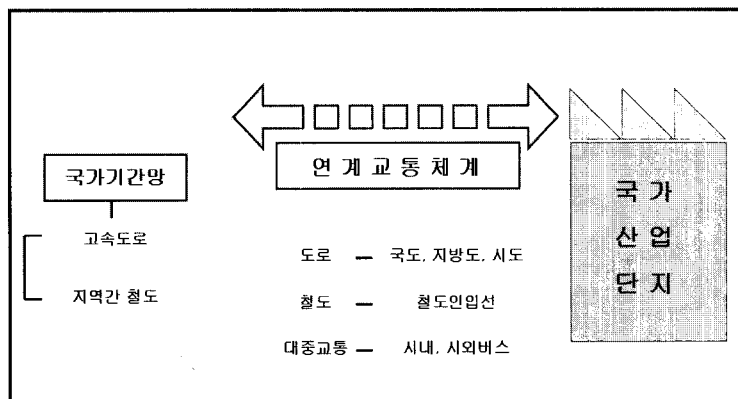 국가기간망
고속도로
지역간 철도
연 계 교 통 체 계
도로 — 국도, 지방도, 시도
철도 — 철도인입선
대중교통 — 시내, 시외버스
국 가
산 업
단 지